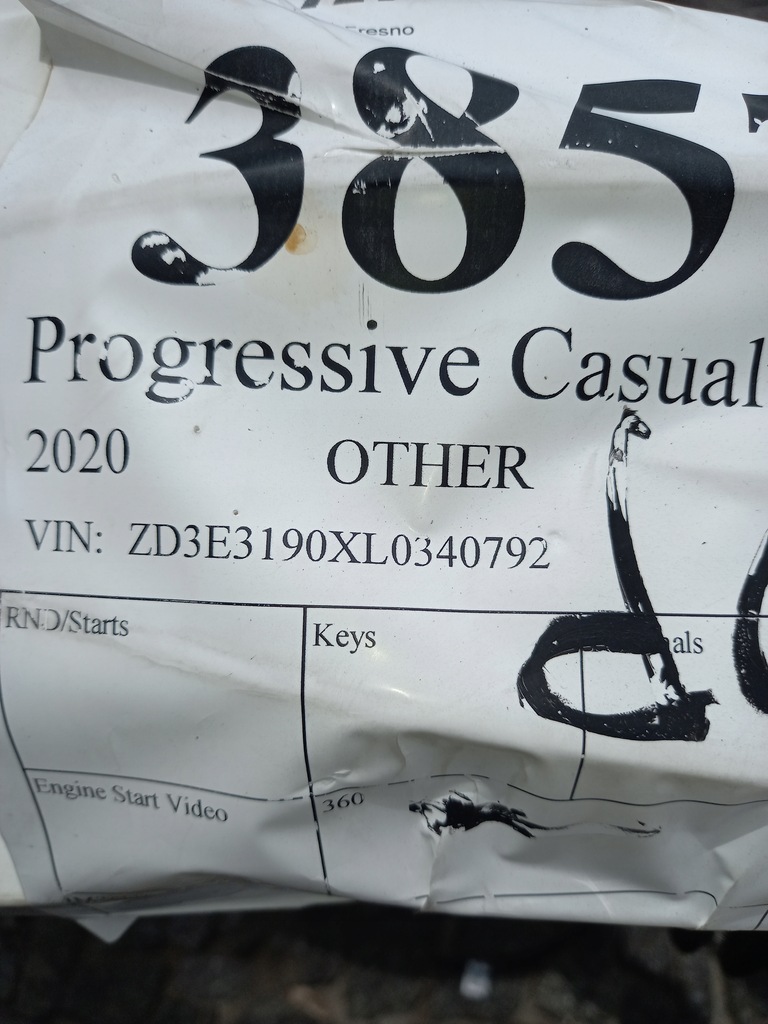 Fresno
385
Progressive Casual
2020 OTHER
VIN: ZD3E3190XL0340792
RND/Starts
Keys
als
Engine Start Video
360